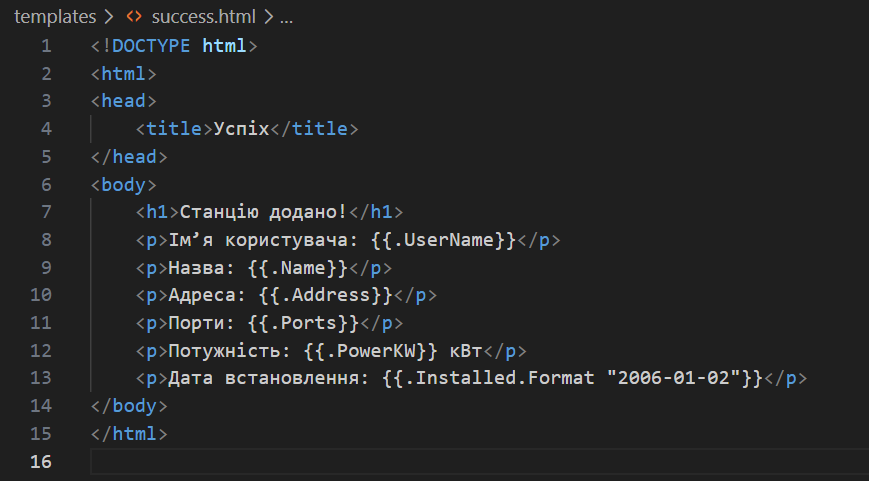 templates > success.html > ...
1 <!DOCTYPE html>
2 <html>
3 <head>
4     <title>Успіх</title>
5 </head>
6 <body>
7     <h1>Станцію додано!</h1>
8     <p>Ім’я користувача: {{.UserName}}</p>
9     <p>Назва: {{.Name}}</p>
10     <p>Адреса: {{.Address}}</p>
11     <p>Порти: {{.Ports}}</p>
12     <p>Потужність: {{.PowerKW}} кВт</p>
13     <p>Дата встановлення: {{.Installed.Format "2006-01-02"}}</p>
14 </body>
15 </html>
16